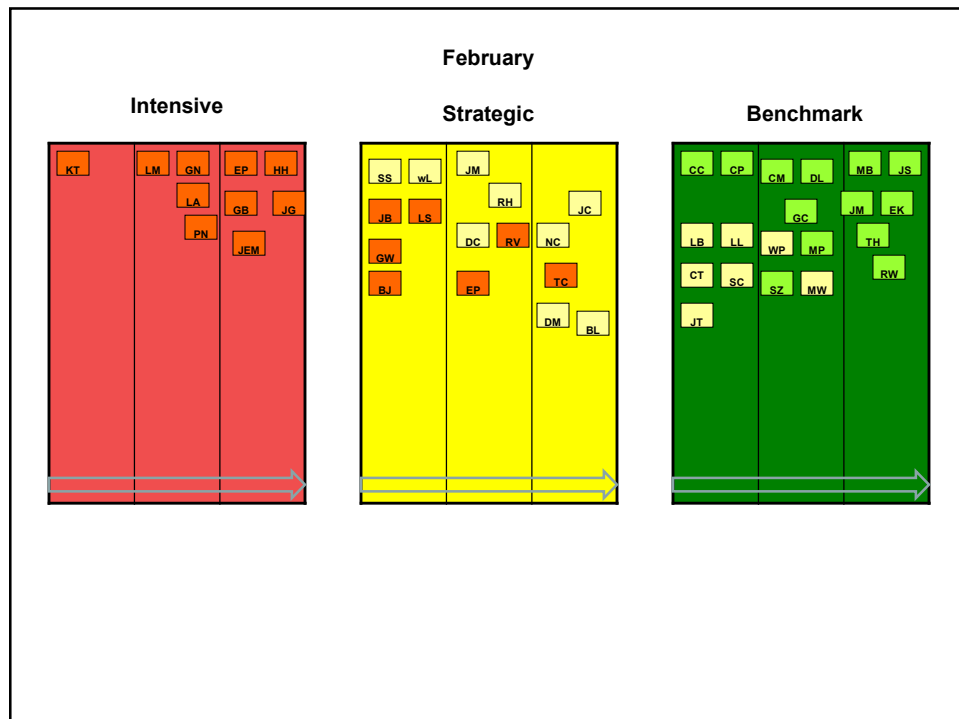 February
Intensive
Strategic
Benchmark
KT
LM
GN
EP
HH
LA
GB
JG
PN
JEM
SS
wL
JM
RH
JC
JB
LS
DC
RV
NC
GW
BJ
EP
TC
DM
BL
CC
CP
CM
DL
MB
JS
GC
JM
EK
LB
LL
WP
MP
TH
CT
SC
SZ
MW
RW
JT